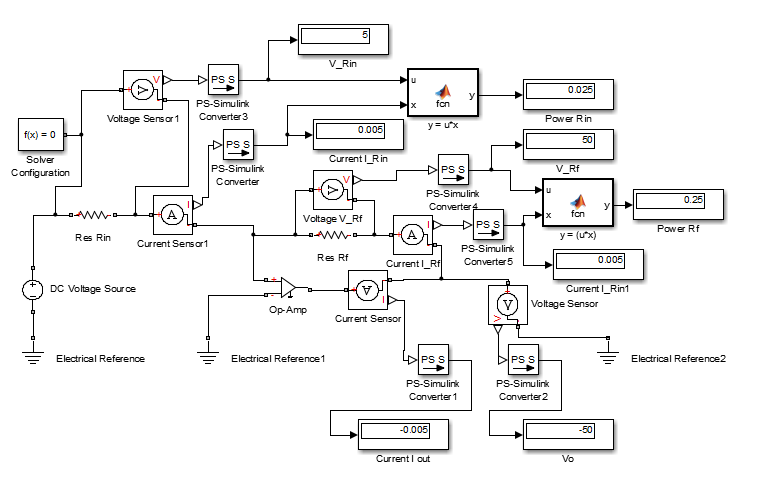 5
V_Rin
V
PS S
PS-Simulink
Converter3
Voltage Sensor1
u
x
fcn
y
y = u*x
0.025
Power Rin
f(x) = 0
Solver
Configuration
PS S
PS-Simulink
Converter
0.005
Current I_Rin
50
V_Rf
V
Voltage V_Rf
PS S
PS-Simulink
Converter4
u
x
fcn
y
y = (u*x)
0.25
Power Rf
Res Rin
A
I
Current Sensor1
Res Rf
A
I
Current I_Rf
PS S
PS-Simulink
Converter5
0.005
Current I_Rin1
DC Voltage Source
Op-Amp
A
I
Current Sensor
V
V
Voltage Sensor
Electrical Reference
Electrical Reference1
Electrical Reference2
PS S
PS-Simulink
Converter1
PS S
PS-Simulink
Converter2
-0.005
Current I out
-50
Vo